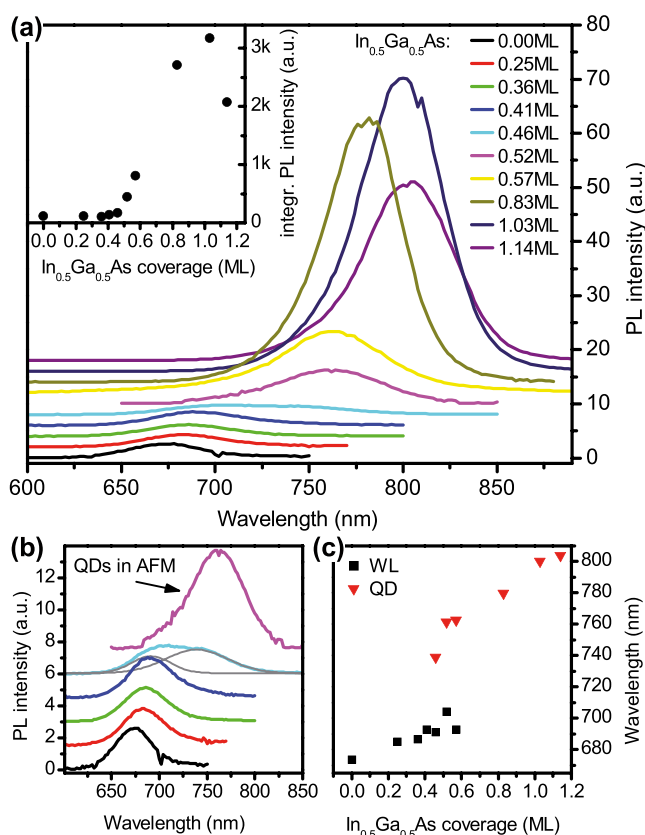 (a)
In0.5Ga0.5As:
0.00ML
0.25ML
0.36ML
0.41ML
0.46ML
0.52ML
0.57ML
0.83ML
1.03ML
1.14ML
3k
2k
1k
0
integr. PL intensity (a.u.)
0.0 0.2 0.4 0.6 0.8 1.0 1.2
In0.5Ga0.5As coverage (ML)
80
70
60
50
40
30
20
10
0
PL intensity (a.u.)
600 650 700 750 800 850
Wavelength (nm)
(b)
QDs in AFM
12
10
8
6
4
2
0
PL intensity (a.u.)
650 700 750 800 850
Wavelength (nm)
(c)
WL
QD
800
780
760
740
720
700
680
Wavelength (nm)
0.0 0.2 0.4 0.6 0.8 1.0 1.2
In0.5Ga0.5As coverage (ML)